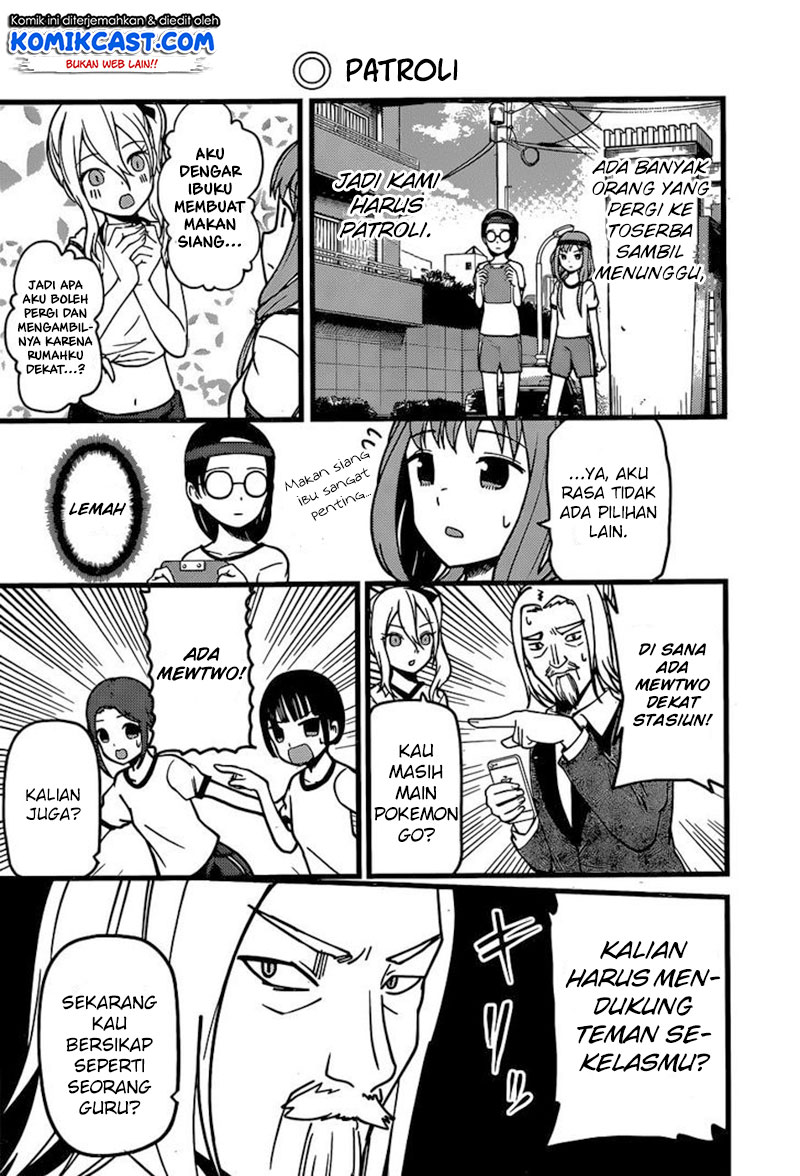 Komik ini diterjemahkan & diedit oleh
KOMIKCAST.COM
BUKAN WEB LAIN!!
PATROLI
ADA BANYAK
ORANG YANG
PERGI KE
TOSERBA
SAMBIL
MENUNGGU,
JADI KAMI
HARUS
PATROLI.
AKU
DENGAR
IBUKU
MEMBUAT
MAKAN
SIANG...
JADI APA
AKU BOLEH
PERGI DAN
MENGAMBIL-
NYA KARENA
RUMAHKU
DEKAT...?
...YA, AKU
RASA TIDAK
ADA PILIHAN
LAIN.
Makan siang
ibu sangat
penting...
LEMAH
DI SANA
ADA
MEWTWO
DEKAT
STASIUN!
KAU
MASIH
MAIN
POKEMON
GO?
ADA
MEWTWO!
KALIAN
JUGA?
KALIAN
HARUS MEN-
DUKUNG
TEMAN SE-
KELASMU?
キッ
SEKARANG
KAU
BERSIKAP
SEPERTI
SEORANG
GURU?